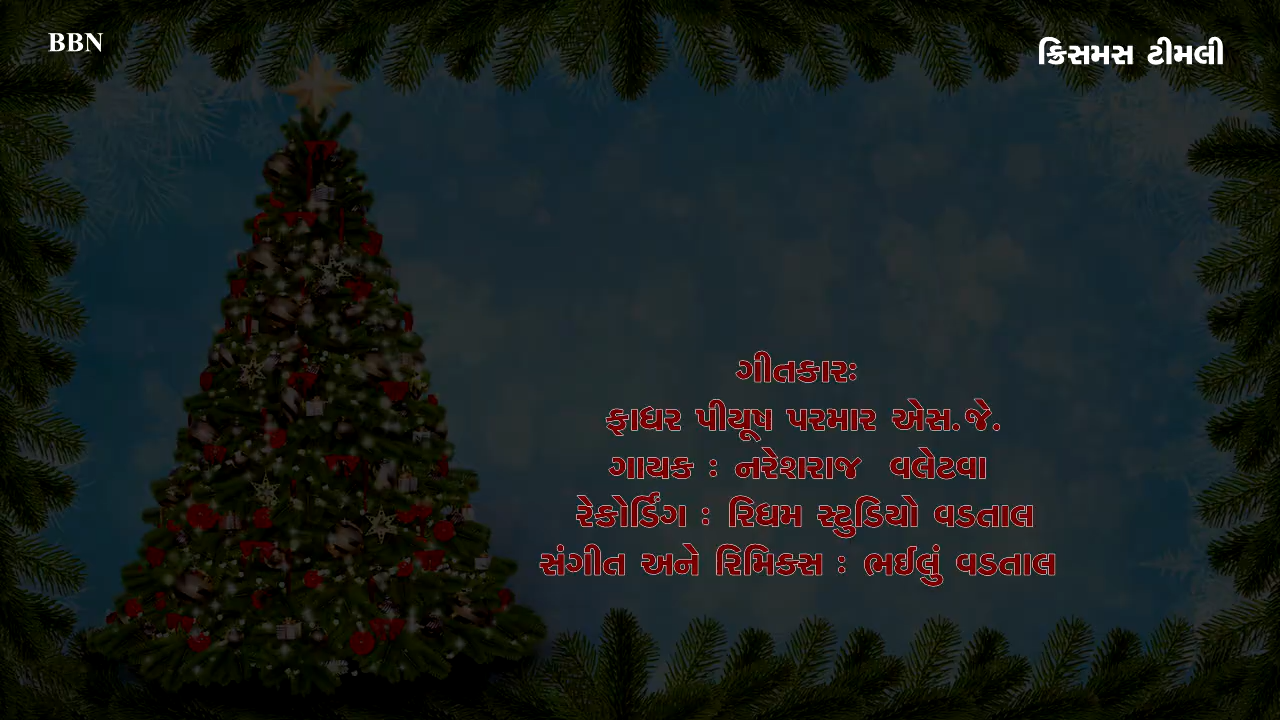 BBN
ક્રિસમસ ટીમલી
ગીતકારઃ
ફાધર પીયૂષ પરમાર એસ.જે.
ગાયક : નરેશરાજ વલેટવા
રેકોર્ડિંગ : રિધમ સ્ટુડિયો વડતાલ
સંગીત અને રિમિક્સ : ભઈલું વડતાલ